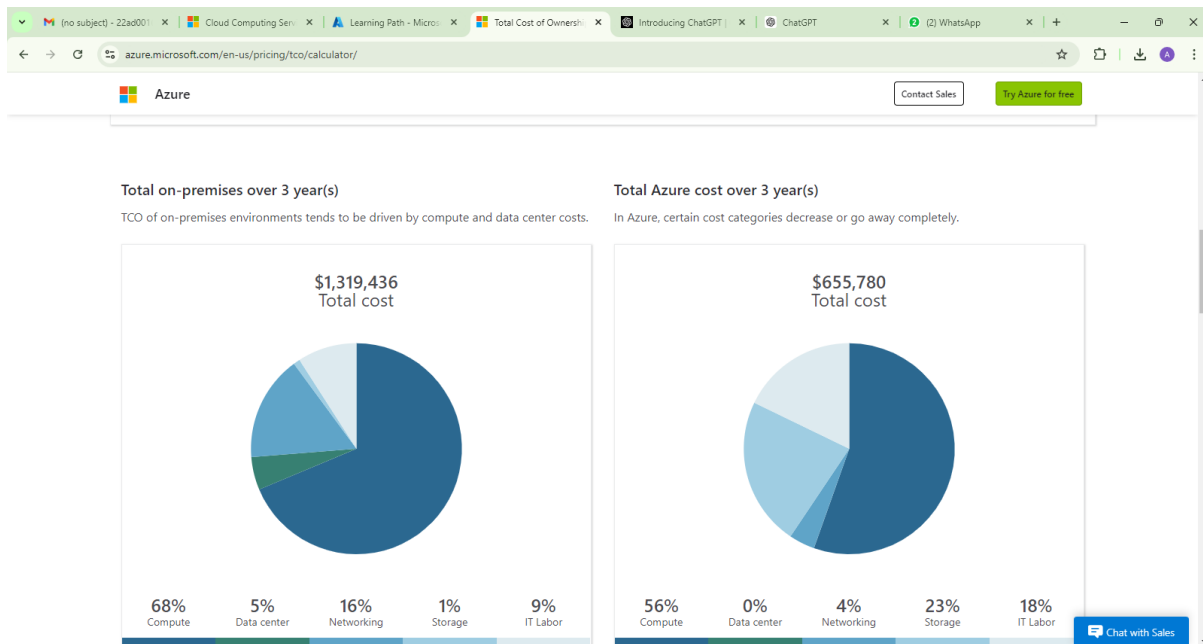 (no subject) - 22ad001
Cloud Computing Serv
Learning Path - Micros
Total Cost of Ownersh
Introducing ChatGPT |
ChatGPT
(2) WhatsApp
azure.microsoft.com/en-us/pricing/tco/calculator/
A
Azure
Contact Sales
Try Azure for free
Total on-premises over 3 year(s)
TCO of on-premises environments tends to be driven by compute and data center costs.
$1,319,436
Total cost
68% 5% 16% 1% 9%
Compute Data center Networking Storage IT Labor
Total Azure cost over 3 year(s)
In Azure, certain cost categories decrease or go away completely.
$655,780
Total cost
56% 0% 4% 23% 18%
Compute Data center Networking Storage IT Labor
Chat with Sales